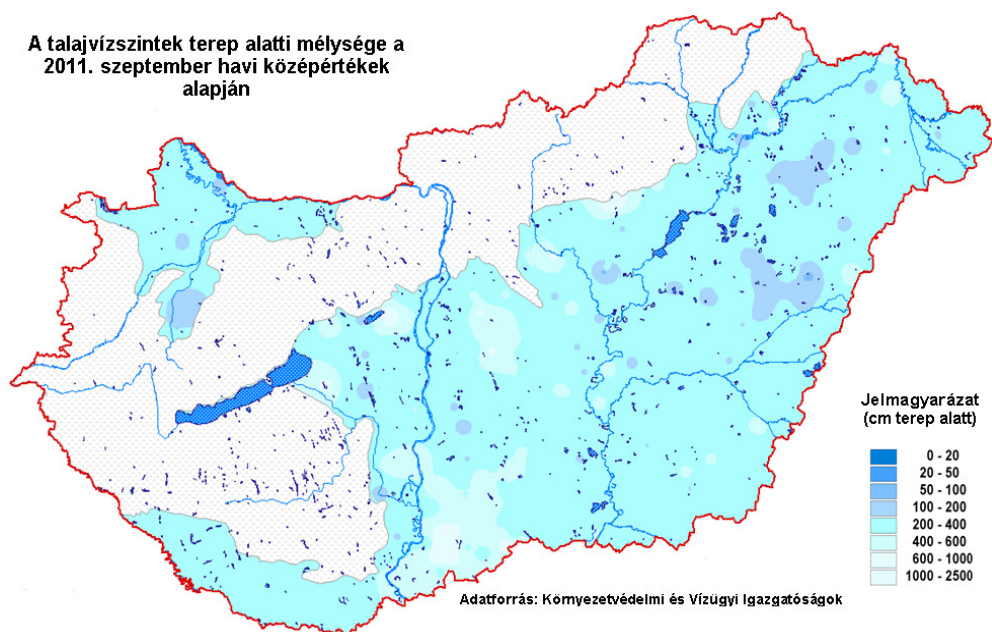 A talajvízszintek terep alatti mélysége a
2011. szeptember havi középértékek
alapján
Jelmagyarázat
(cm terep alatt)
0 - 20
20 - 50
50 - 100
100 - 200
200 - 400
400 - 600
600 - 1000
1000 - 2500
Adatforrás: Környezetvédelmi és Vízügyi Igazgatóságok